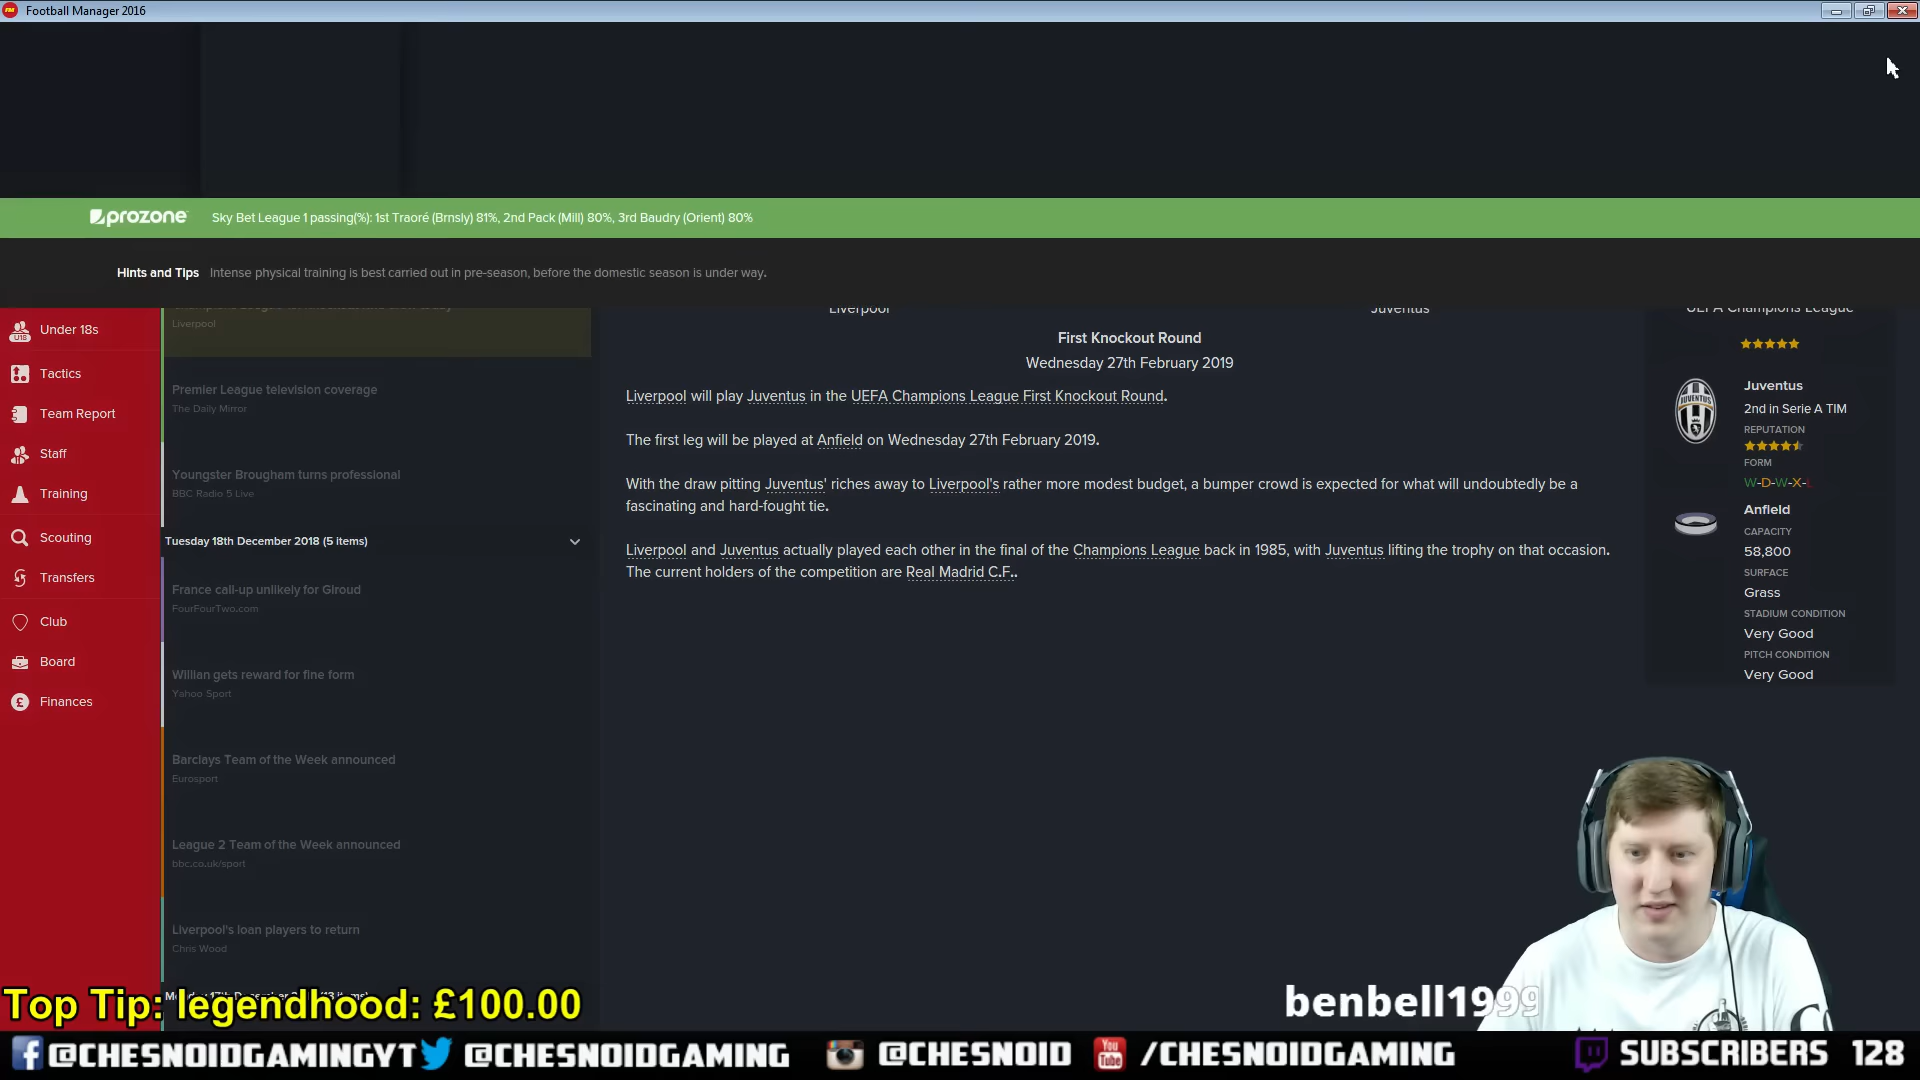 Football Manager 2016
prozone Sky Bet League 1 passing(%): 1st Traoré (Brnsly) 81%, 2nd Pack (Mill) 80%, 3rd Baudry (Orient) 80%
Hints and Tips Intense physical training is best carried out in pre-season, before the domestic season is under way.
Under 18s
Tactics
Team Report
Staff
Training
Scouting
Transfers
Club
Board
Finances
Liverpool
Premier League television coverage
The Daily Mirror
Youngster Brougham turns professional
BBC Radio 5 Live
Tuesday 18th December 2018 (5 items)
France call-up unlikely for Giroud
FourFourTwo.com
Willian gets reward for fine form
Yahoo Sport
Barclays Team of the Week announced
Eurosport
League 2 Team of the Week announced
bbc.co.uk/sport
Liverpool's loan players to return
Chris Wood
Liverpool
Juventus
First Knockout Round
Wednesday 27th February 2019
Liverpool will play Juventus in the UEFA Champions League First Knockout Round.
The first leg will be played at Anfield on Wednesday 27th February 2019.
With the draw pitting Juventus' riches away to Liverpool's rather more modest budget, a bumper crowd is expected for what will undoubtedly be a
fascinating and hard-fought tie.
Liverpool and Juventus actually played each other in the final of the Champions League back in 1985, with Juventus lifting the trophy on that occasion.
The current holders of the competition are Real Madrid C.F..
UEFA Champions League
Juventus
2nd in Serie A TIM
REPUTATION
FORM
W-D-W-X-L
Anfield
CAPACITY
58,800
SURFACE
Grass
STADIUM CONDITION
Very Good
PITCH CONDITION
Very Good
Top Tip: legendhood: £100.00
benbell1999
@CHESNOIDGAMINGYT @CHESNOIDGAMING @CHESNOID /CHESNOIDGAMING SUBSCRIBERS 128